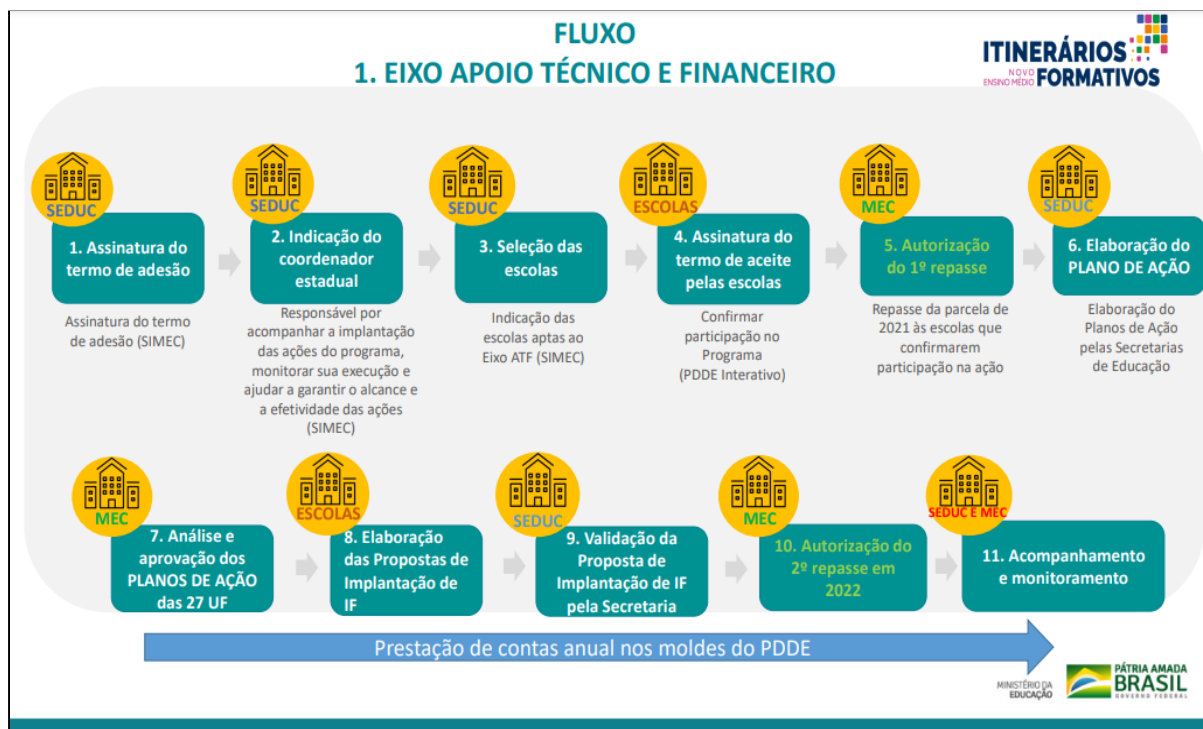 FLUXO
1. EIXO APOIO TÉCNICO E FINANCEIRO
ITINERÁRIOS
NOVO
ENSINO MÉDIO
FORMATIVOS
SEDUC
1. Assinatura do
termo de adesão
Assinatura do termo
de adesão (SIMEC)
SEDUC
2. Indicação do
coordenador
estadual
Responsável por
acompanhar a implantação
das ações do programa,
monitorar sua execução e
ajudar a garantir o alcance e
a efetividade das ações
(SIMEC)
SEDUC
3. Seleção das
escolas
Indicação das
escolas aptas ao
Eixo ATF (SIMEC)
ESCOLAS
4. Assinatura do
termo de aceite
pelas escolas
Confirmar
participação no
Programa
(PDDE Interativo)
MEC
5. Autorização
do 1º repasse
Repasse da parcela de
2021 às escolas que
confirmarem
participação na ação
SEDUC
6. Elaboração do
PLANO DE AÇÃO
Elaboração do
Planos de Ação
pelas Secretarias
de Educação
MEC
7. Análise e
aprovação dos
PLANOS DE AÇÃO
das 27 UF
ESCOLAS
8. Elaboração
das Propostas de
Implantação de
IF
SEDUC
9. Validação da
Proposta de
Implantação de IF
pela Secretaria
MEC
10. Autorização do
2º repasse em
2022
SEDUC E MEC
11. Acompanhamento
e monitoramento
Prestação de contas anual nos moldes do PDDE
MINISTÉRIO DA
EDUCAÇÃO
PÁTRIA AMADA
BRASIL
GOVERNO FEDERAL